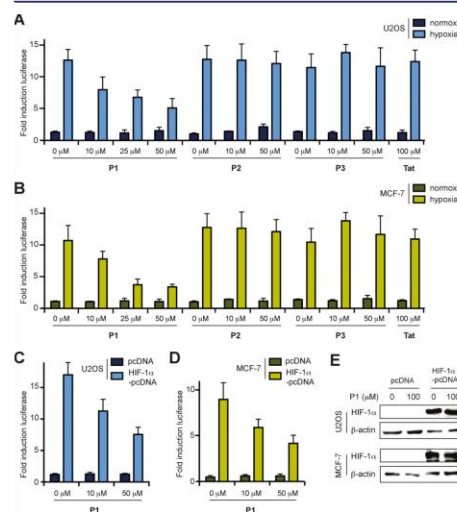 A
U2OS
normox
hypoxia
Fold induction luciferase
15
10
5
0
0 μM 10 μM 25 μM 50 μM 0 μM 10 μM 50 μM 0 μM 10 μM 50 μM 100 μM
P1 P2 P3 Tat
B
MCF-7
normox
hypoxia
Fold induction luciferase
15
10
5
0
0 μM 10 μM 25 μM 50 μM 0 μM 10 μM 50 μM 0 μM 10 μM 50 μM 100 μM
P1 P2 P3 Tat
C
U2OS
pcDNA
HIF-1α
-pcDNA
Fold induction luciferase
15
10
5
0
0 μM 10 μM 50 μM
P1
D
MCF-7
pcDNA
HIF-1α
-pcDNA
Fold induction luciferase
15
10
5
0
0 μM 10 μM 50 μM
P1
E
pcDNA
HIF-1α
-pcDNA
P1 (μM) 0 100 0 100
U2OS
HIF-1α
β-actin
MCF-7
HIF-1α
β-actin